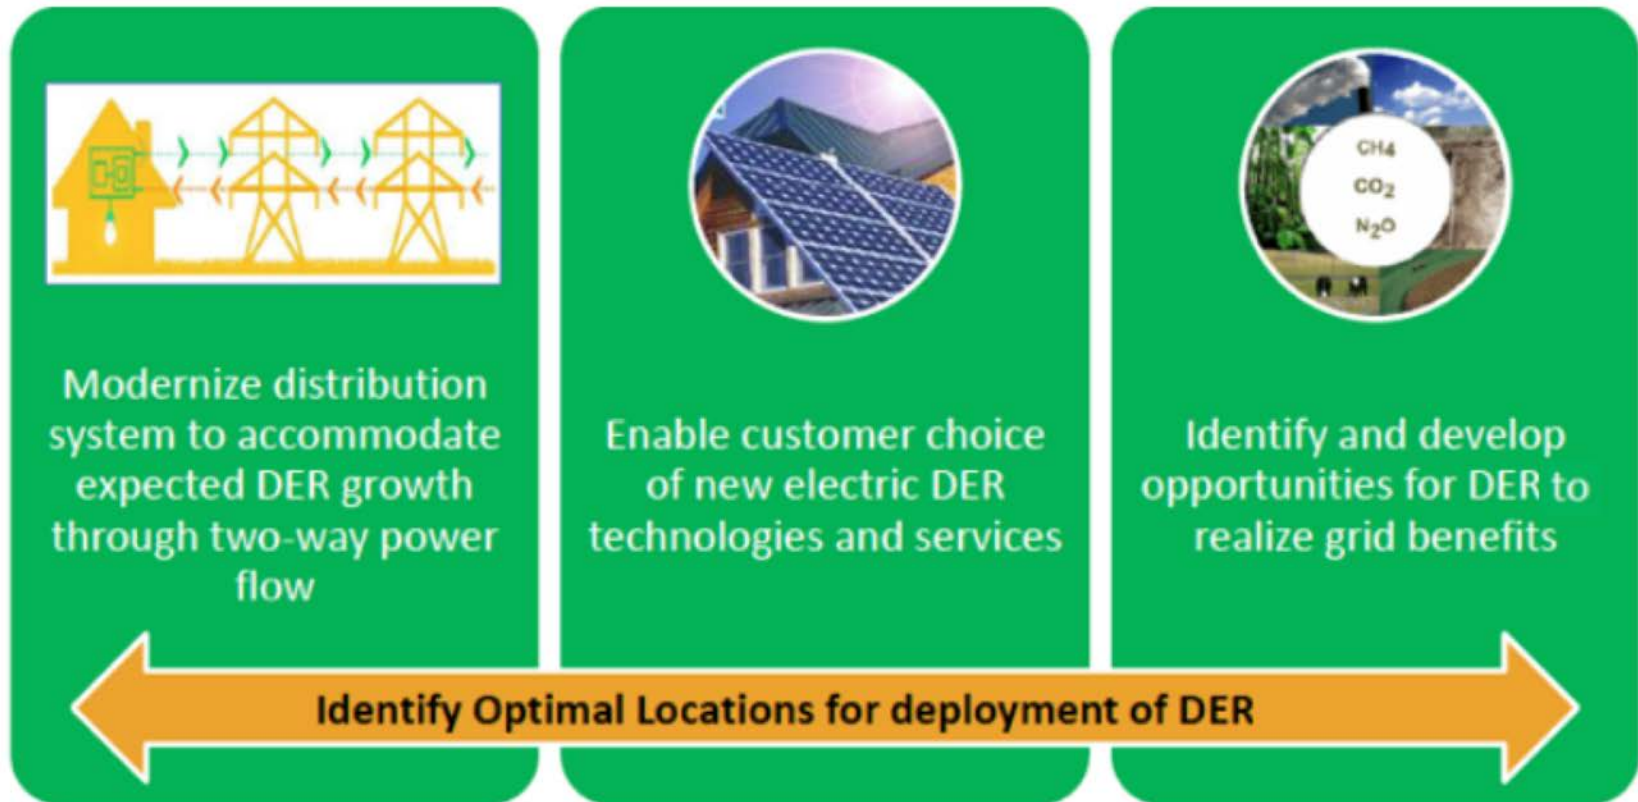 Modernize distribution
system to accommodate
expected DER growth
through two-way power
flow
Enable customer choice
of new electric DER
technologies and services
CH4
CO₂
N₂O
Identify and develop
opportunities for DER to
realize grid benefits
Identify Optimal Locations for deployment of DER